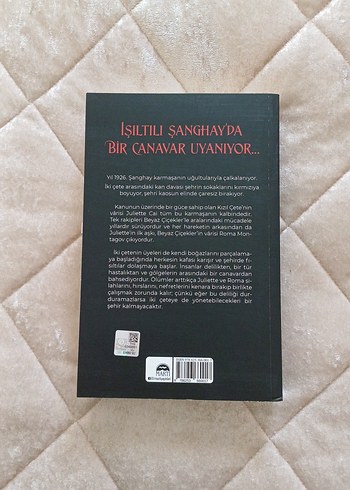 IŞILTILI ŞANGHAY'DA
BİR CANAVAR UYANIYOR...
Yıl 1926. Şanghay karmaşanın uğultularıyla çalkalanıyor.
İki çete arasındaki kan davası şehrin sokaklarını kırmızıya
boyuyor, şehri kaosun elinde çaresiz bırakıyor.
Kanunun üzerinde bir güce sahip olan Kızıl Çete'nin
vârisi Juliette Cai tüm bu karmaşanın kalbindedir.
Tek rakipleri Beyaz Çiçekler'le aralarındaki mücadele
yıllardır sürüyordur ve her hareketin arkasından da
Juliette'in ilk aşkı, Beyaz Çiçekler'in vârisi Roma Mon-
tagov çıkıyordur.
İki çetenin üyeleri de kendi boğazlarını parçalama-
ya başladığında herkesin kafası karışır ve şehirde fı-
sıltılar dolaşmaya başlar. İnsanlar delilikten, bir tür
hastalıktan ve gölgelerin arasındaki bir canavardan
bahsediyordur. Ölümler arttıkça Juliette ve Roma si-
lahlarını, hırslarını, nefretlerini kenara bırakıp birlikte
çalışmak zorunda kalır; çünkü eğer bu deliliği dur-
duramazlarsa iki çeteye de yönetebilecekleri bir
şehir kalmayacaktır.
MARTI